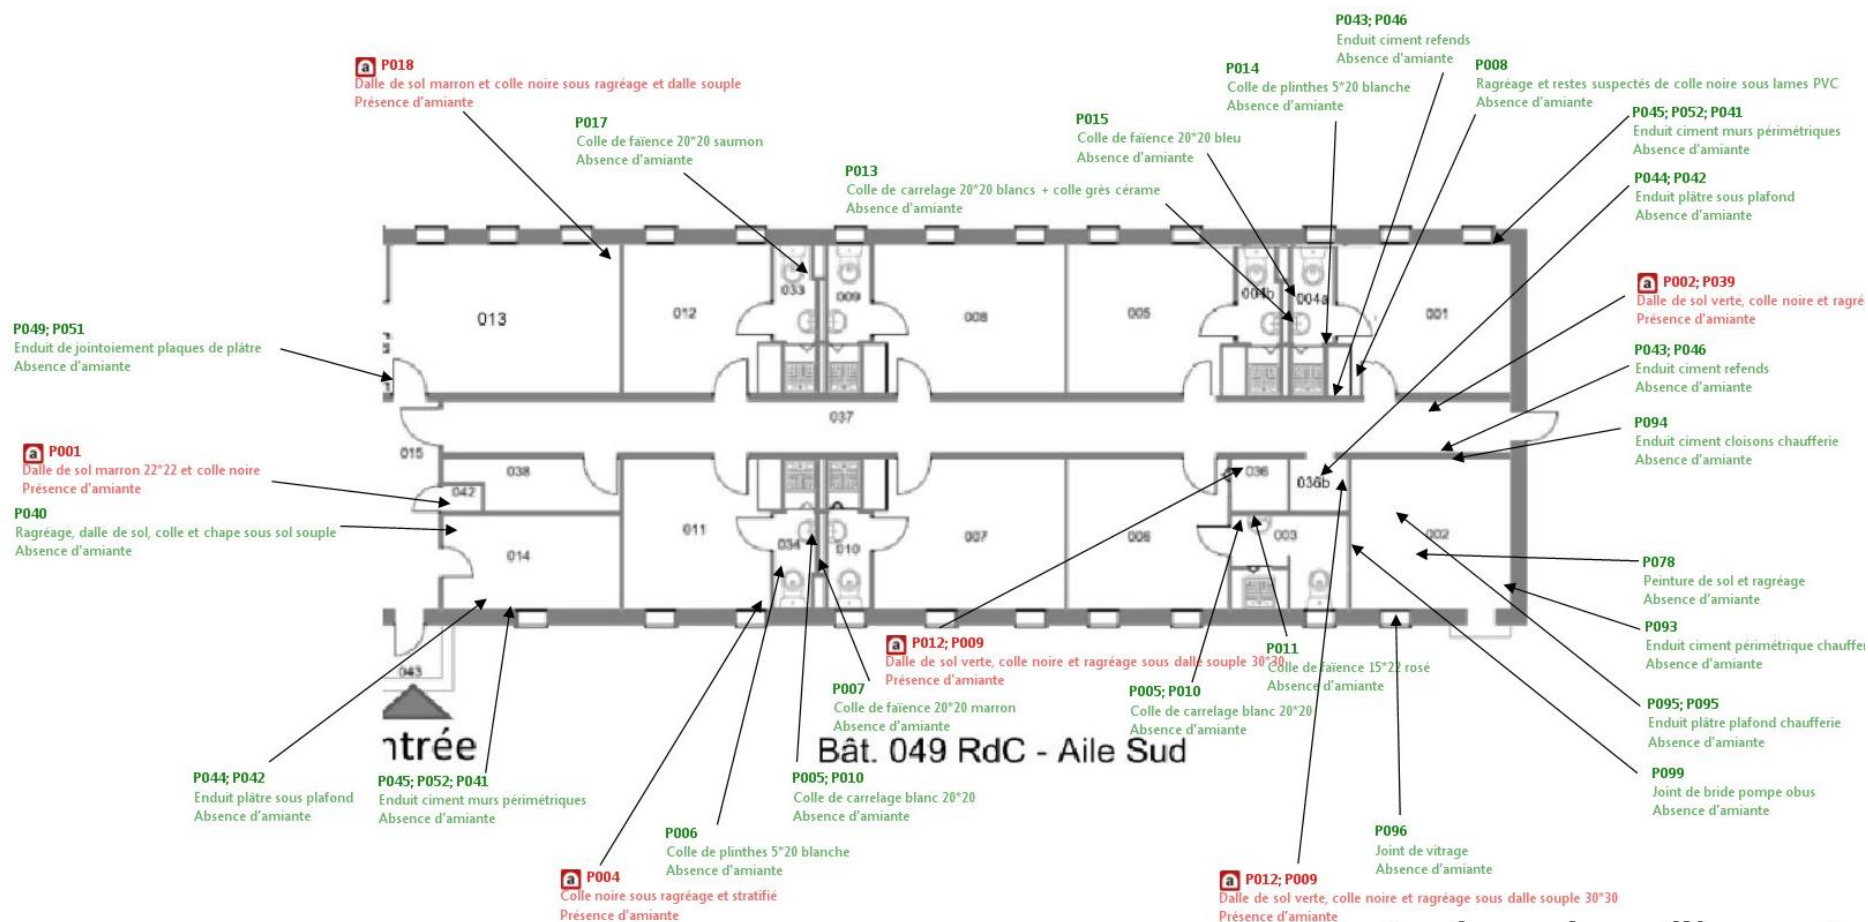 P043; P046
Enduit ciment refends
Absence d'amiante
a P018
Dalle de sol marron et colle noire sous ragréage et dalle souple
Présence d'amiante
P014
Colle de plinthes 5*20 blanche
Absence d'amiante
P008
Ragréage et restes suspectés de colle noire sous lames PVC
Absence d'amiante
P017
Colle de faïence 20*20 saumon
Absence d'amiante
P015
Colle de faïence 20*20 bleu
Absence d'amiante
P045; P052; P041
Enduit ciment murs périmétriques
Absence d'amiante
P013
Colle de carrelage 20*20 blancs + colle grès cérame
Absence d'amiante
P044; P042
Enduit plâtre sous plafond
Absence d'amiante
a P002; P039
Dalle de sol verte, colle noire et ragré
Présence d'amiante
013
012
033
009
008
005
004b
004a
001
P049; P051
Enduit de jointoiement plaques de plâtre
Absence d'amiante
P043; P046
Enduit ciment refends
Absence d'amiante
037
P094
Enduit ciment cloisons chaufferie
Absence d'amiante
a P001
Dalle de sol marron 22*22 et colle noire
Présence d'amiante
015
038
042
036
036b
P040
Ragréage, dalle de sol, colle et chape sous sol souple
Absence d'amiante
014
011
034
010
007
006
003
002
P078
Peinture de sol et ragréage
Absence d'amiante
P093
Enduit ciment périmétrique chauffer
Absence d'amiante
043
a P012; P009
Dalle de sol verte, colle noire et ragréage sous dalle souple 30*30
Présence d'amiante
P011
Colle de faïence 15*22 rosé
Absence d'amiante
P007
Colle de faïence 20*20 marron
Absence d'amiante
P005; P010
Colle de carrelage blanc 20*20
Absence d'amiante
P095; P095
Enduit plâtre plafond chaufferie
Absence d'amiante
ntrée
Bât. 049 RdC - Aile Sud
P044; P042
Enduit plâtre sous plafond
Absence d'amiante
P045; P052; P041
Enduit ciment murs périmétriques
Absence d'amiante
P005; P010
Colle de carrelage blanc 20*20
Absence d'amiante
P099
Joint de bride pompe obus
Absence d'amiante
P006
Colle de plinthes 5*20 blanche
Absence d'amiante
P096
Joint de vitrage
Absence d'amiante
a P004
Colle noire sous ragréage et stratifié
Présence d'amiante
a P012; P009
Dalle de sol verte, colle noire et ragréage sous dalle souple 30*30
Présence d'amiante